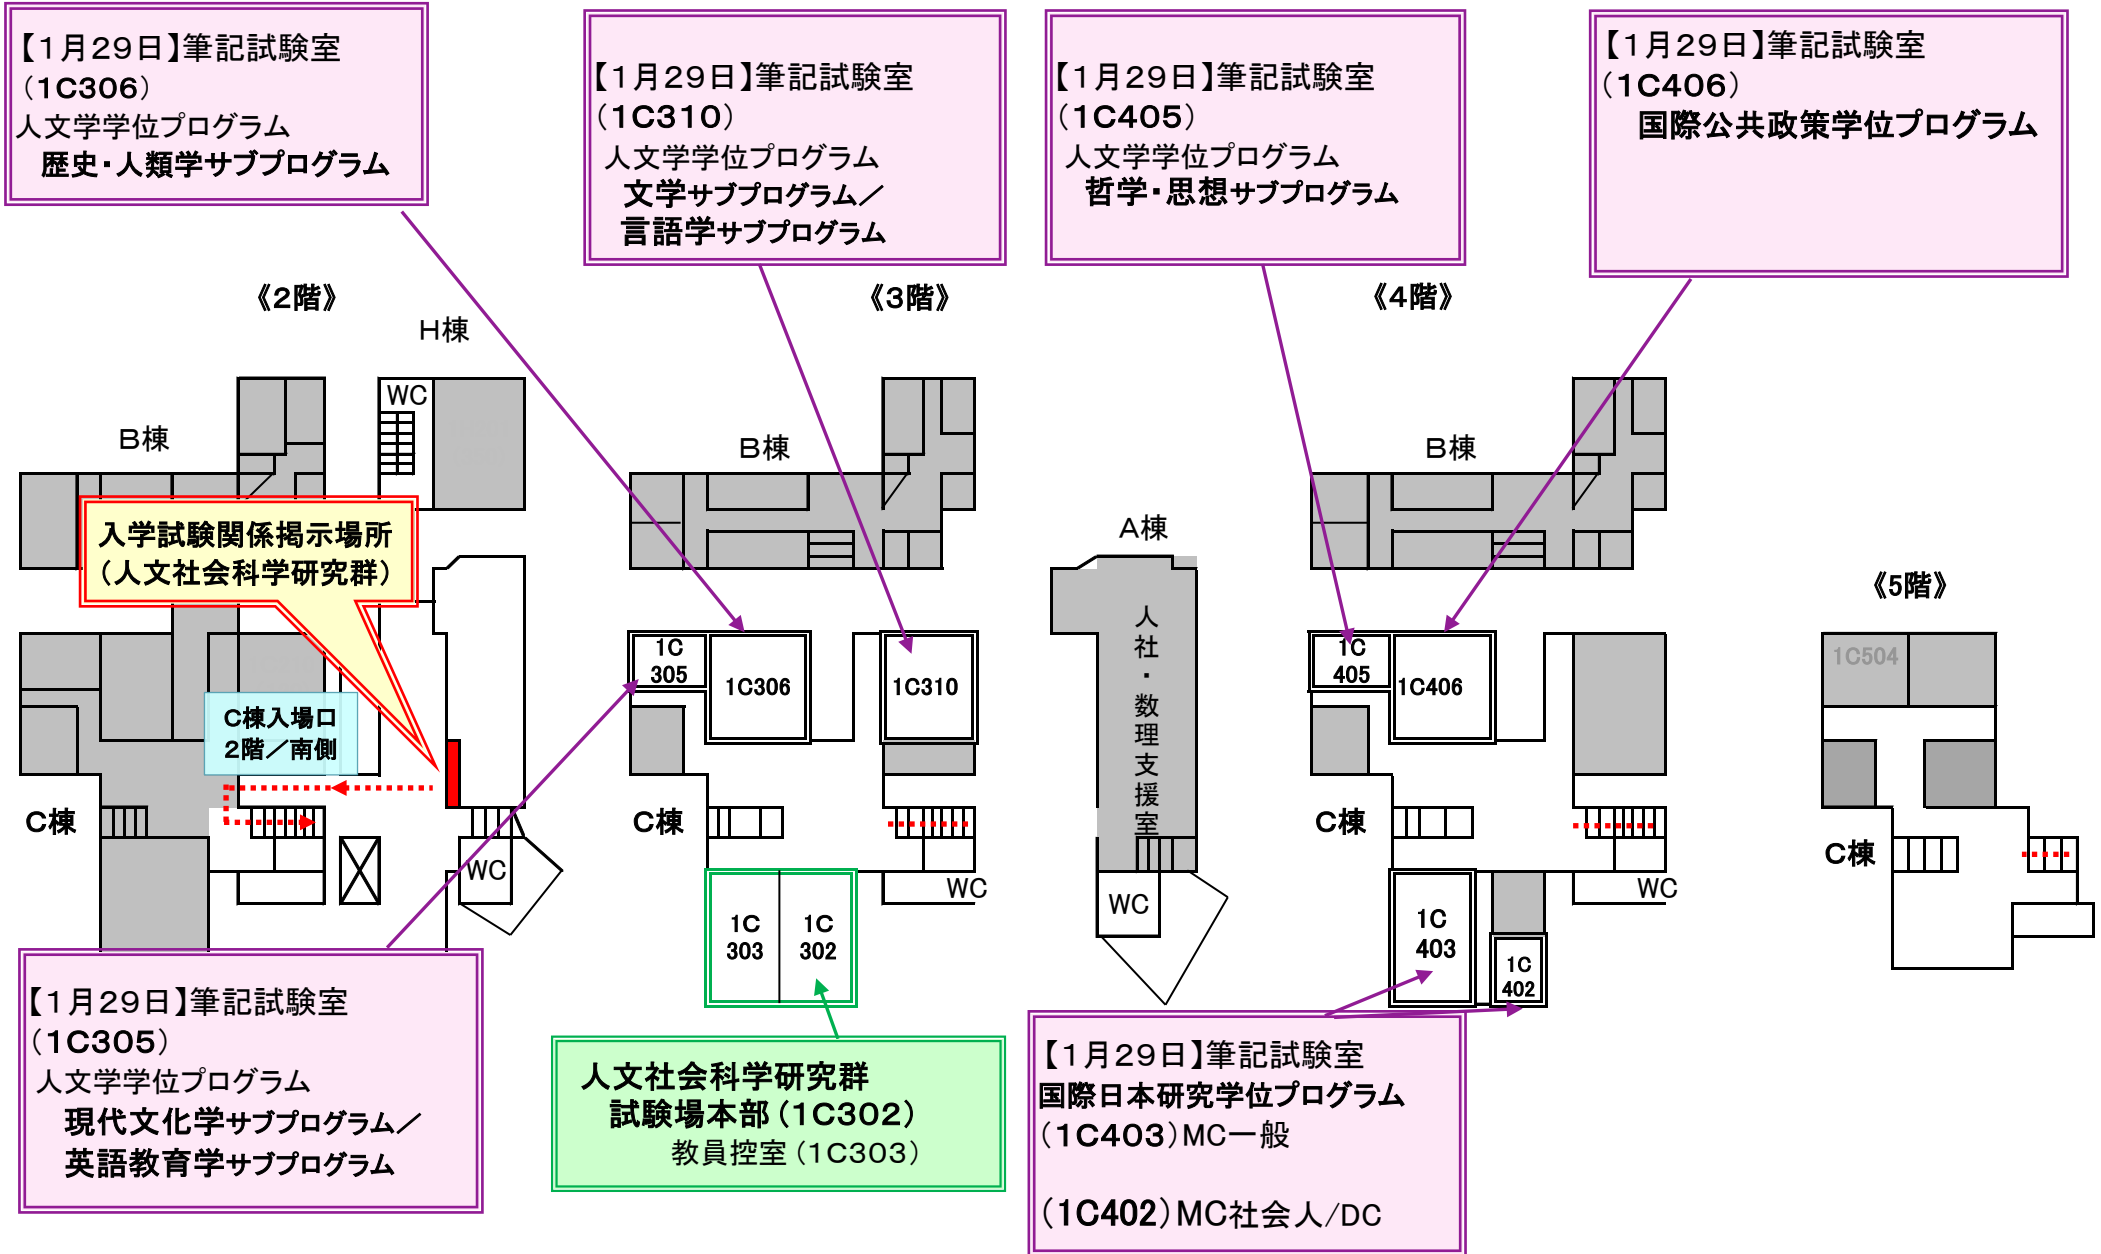 【1月29日】筆記試験室
（1C306）
人文学学位プログラム
歴史・人類学サブプログラム
【1月29日】筆記試験室
（1C310）
人文学学位プログラム
文学サブプログラム／
言語学サブプログラム
【1月29日】筆記試験室
（1C405）
人文学学位プログラム
哲学・思想サブプログラム
【1月29日】筆記試験室
（1C406）
国際公共政策学位プログラム
《2階》
《3階》
《4階》
H棟
WC
B棟
B棟
B棟
A棟
入学試験関係掲示場所
（人文社会科学研究群）
《5階》
C棟入場口
2階／南側
1C
305
1C306
1C310
人社・数理支援室
1C
405
1C406
1C504
C棟
WC
C棟
WC
WC
C棟
WC
C棟
1C
303
1C
302
1C
403
1C
402
【1月29日】筆記試験室
（1C305）
人文学学位プログラム
現代文化学サブプログラム／
英語教育学サブプログラム
人文社会科学研究群
試験場本部（1C302）
教員控室（1C303）
【1月29日】筆記試験室
国際日本研究学位プログラム
（1C403）MC一般
（1C402）MC社会人/DC